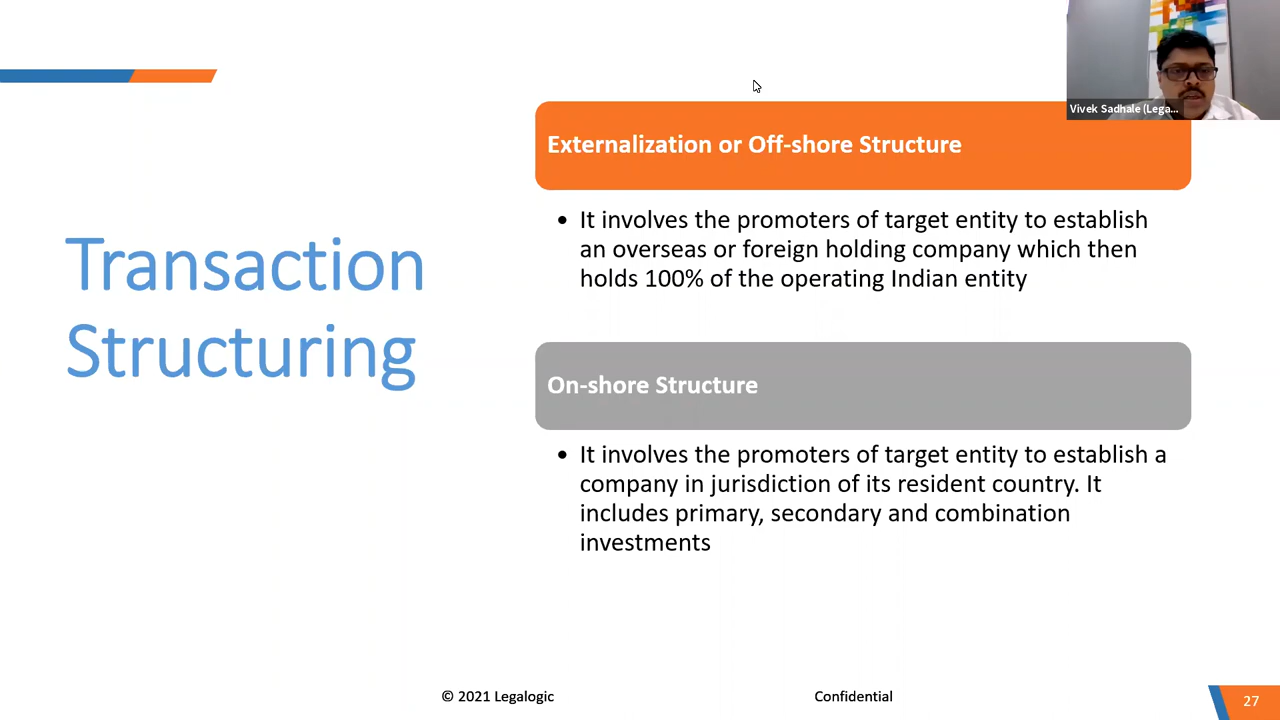 Vivek Sadhale (Lega...
Externalization or Off-shore Structure
• It involves the promoters of target entity to establish
an overseas or foreign holding company which then
holds 100% of the operating Indian entity
Transaction
Structuring
On-shore Structure
• It involves the promoters of target entity to establish a
company in jurisdiction of its resident country. It
includes primary, secondary and combination
investments
© 2021 Legalogic
Confidential
27